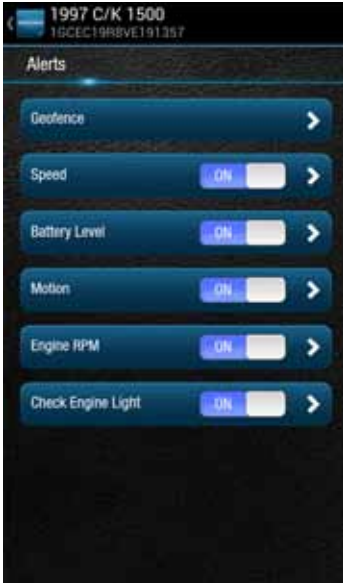 1997 C/K 1500
1GCEC19R8VE191357
Alerts
Geofence
Speed
ON
Battery Level
ON
Motion
ON
Engine RPM
ON
Check Engine Light
ON